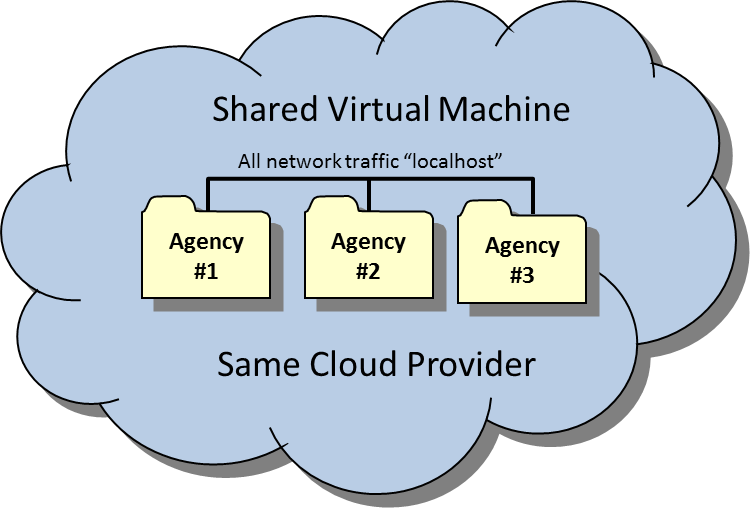 Shared Virtual Machine
All network traffic “localhost”
Agency
#1
Agency
#2
Agency
#3
Same Cloud Provider